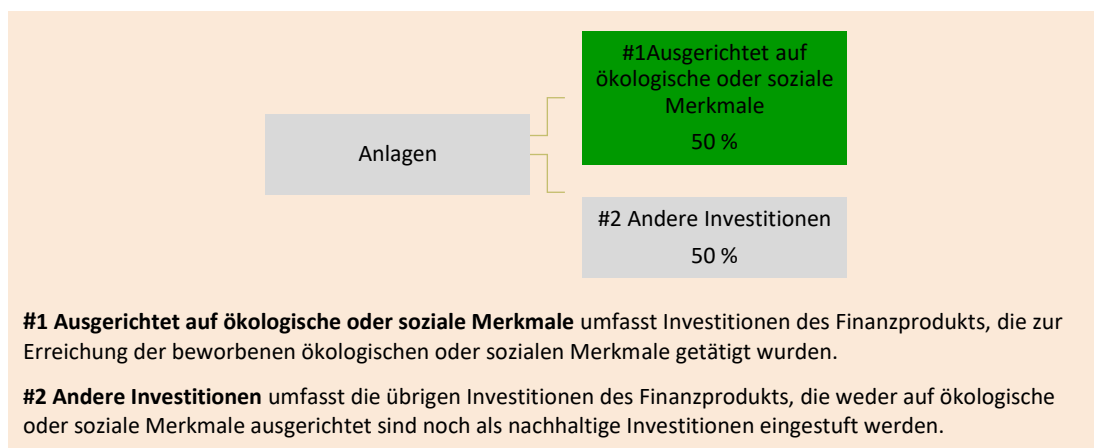 #1Ausgerichtet auf
ökologische oder soziale
Merkmale
50 %
Anlagen
#2 Andere Investitionen
50 %
#1 Ausgerichtet auf ökologische oder soziale Merkmale umfasst Investitionen des Finanzprodukts, die zur
Erreichung der beworbenen ökologischen oder sozialen Merkmale getätigt wurden.
#2 Andere Investitionen umfasst die übrigen Investitionen des Finanzprodukts, die weder auf ökologische
oder soziale Merkmale ausgerichtet sind noch als nachhaltige Investitionen eingestuft werden.